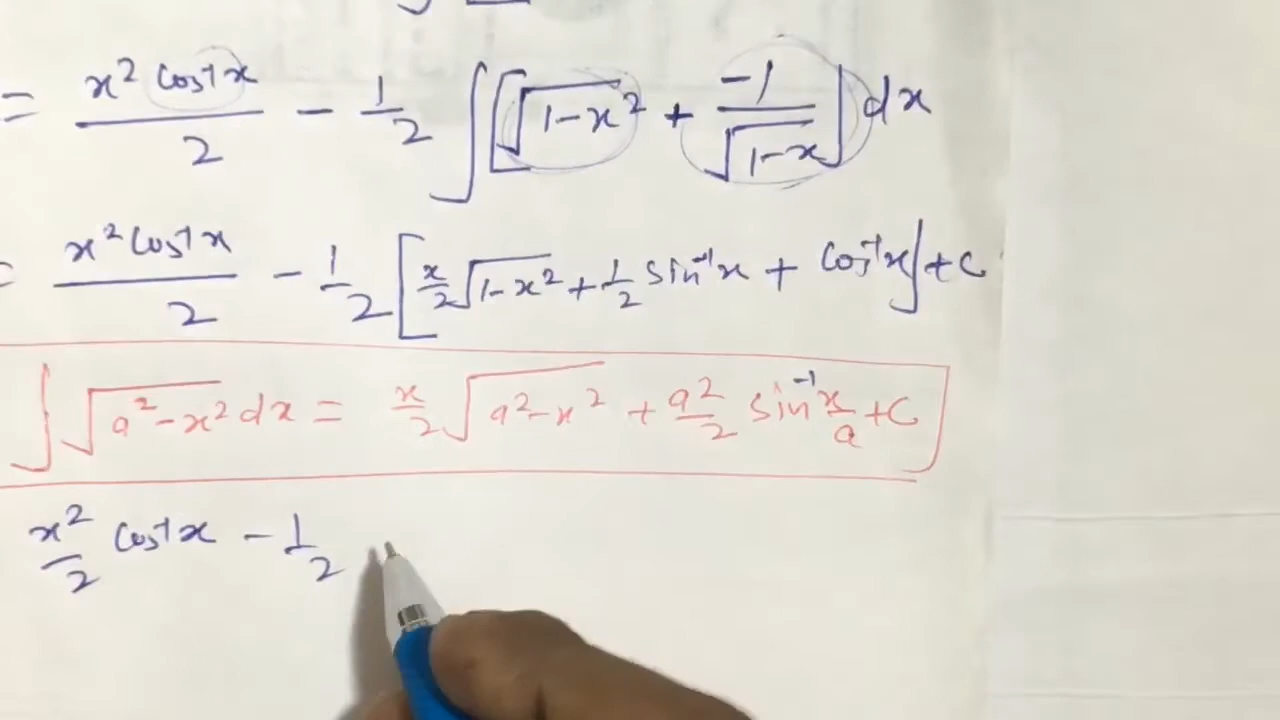 = x² cos⁻¹x / 2 - 1/2 ∫ [√(1-x²) + -1/√(1-x)] dx
= x² cos⁻¹x / 2 - 1/2 [x/2 √(1-x²) + 1/2 sin⁻¹x + cos⁻¹x] + c
∫ √(a²-x²) dx = x/2 √(a²-x²) + a²/2 sin⁻¹ x/a + C
x²/2 cos⁻¹x - 1/2